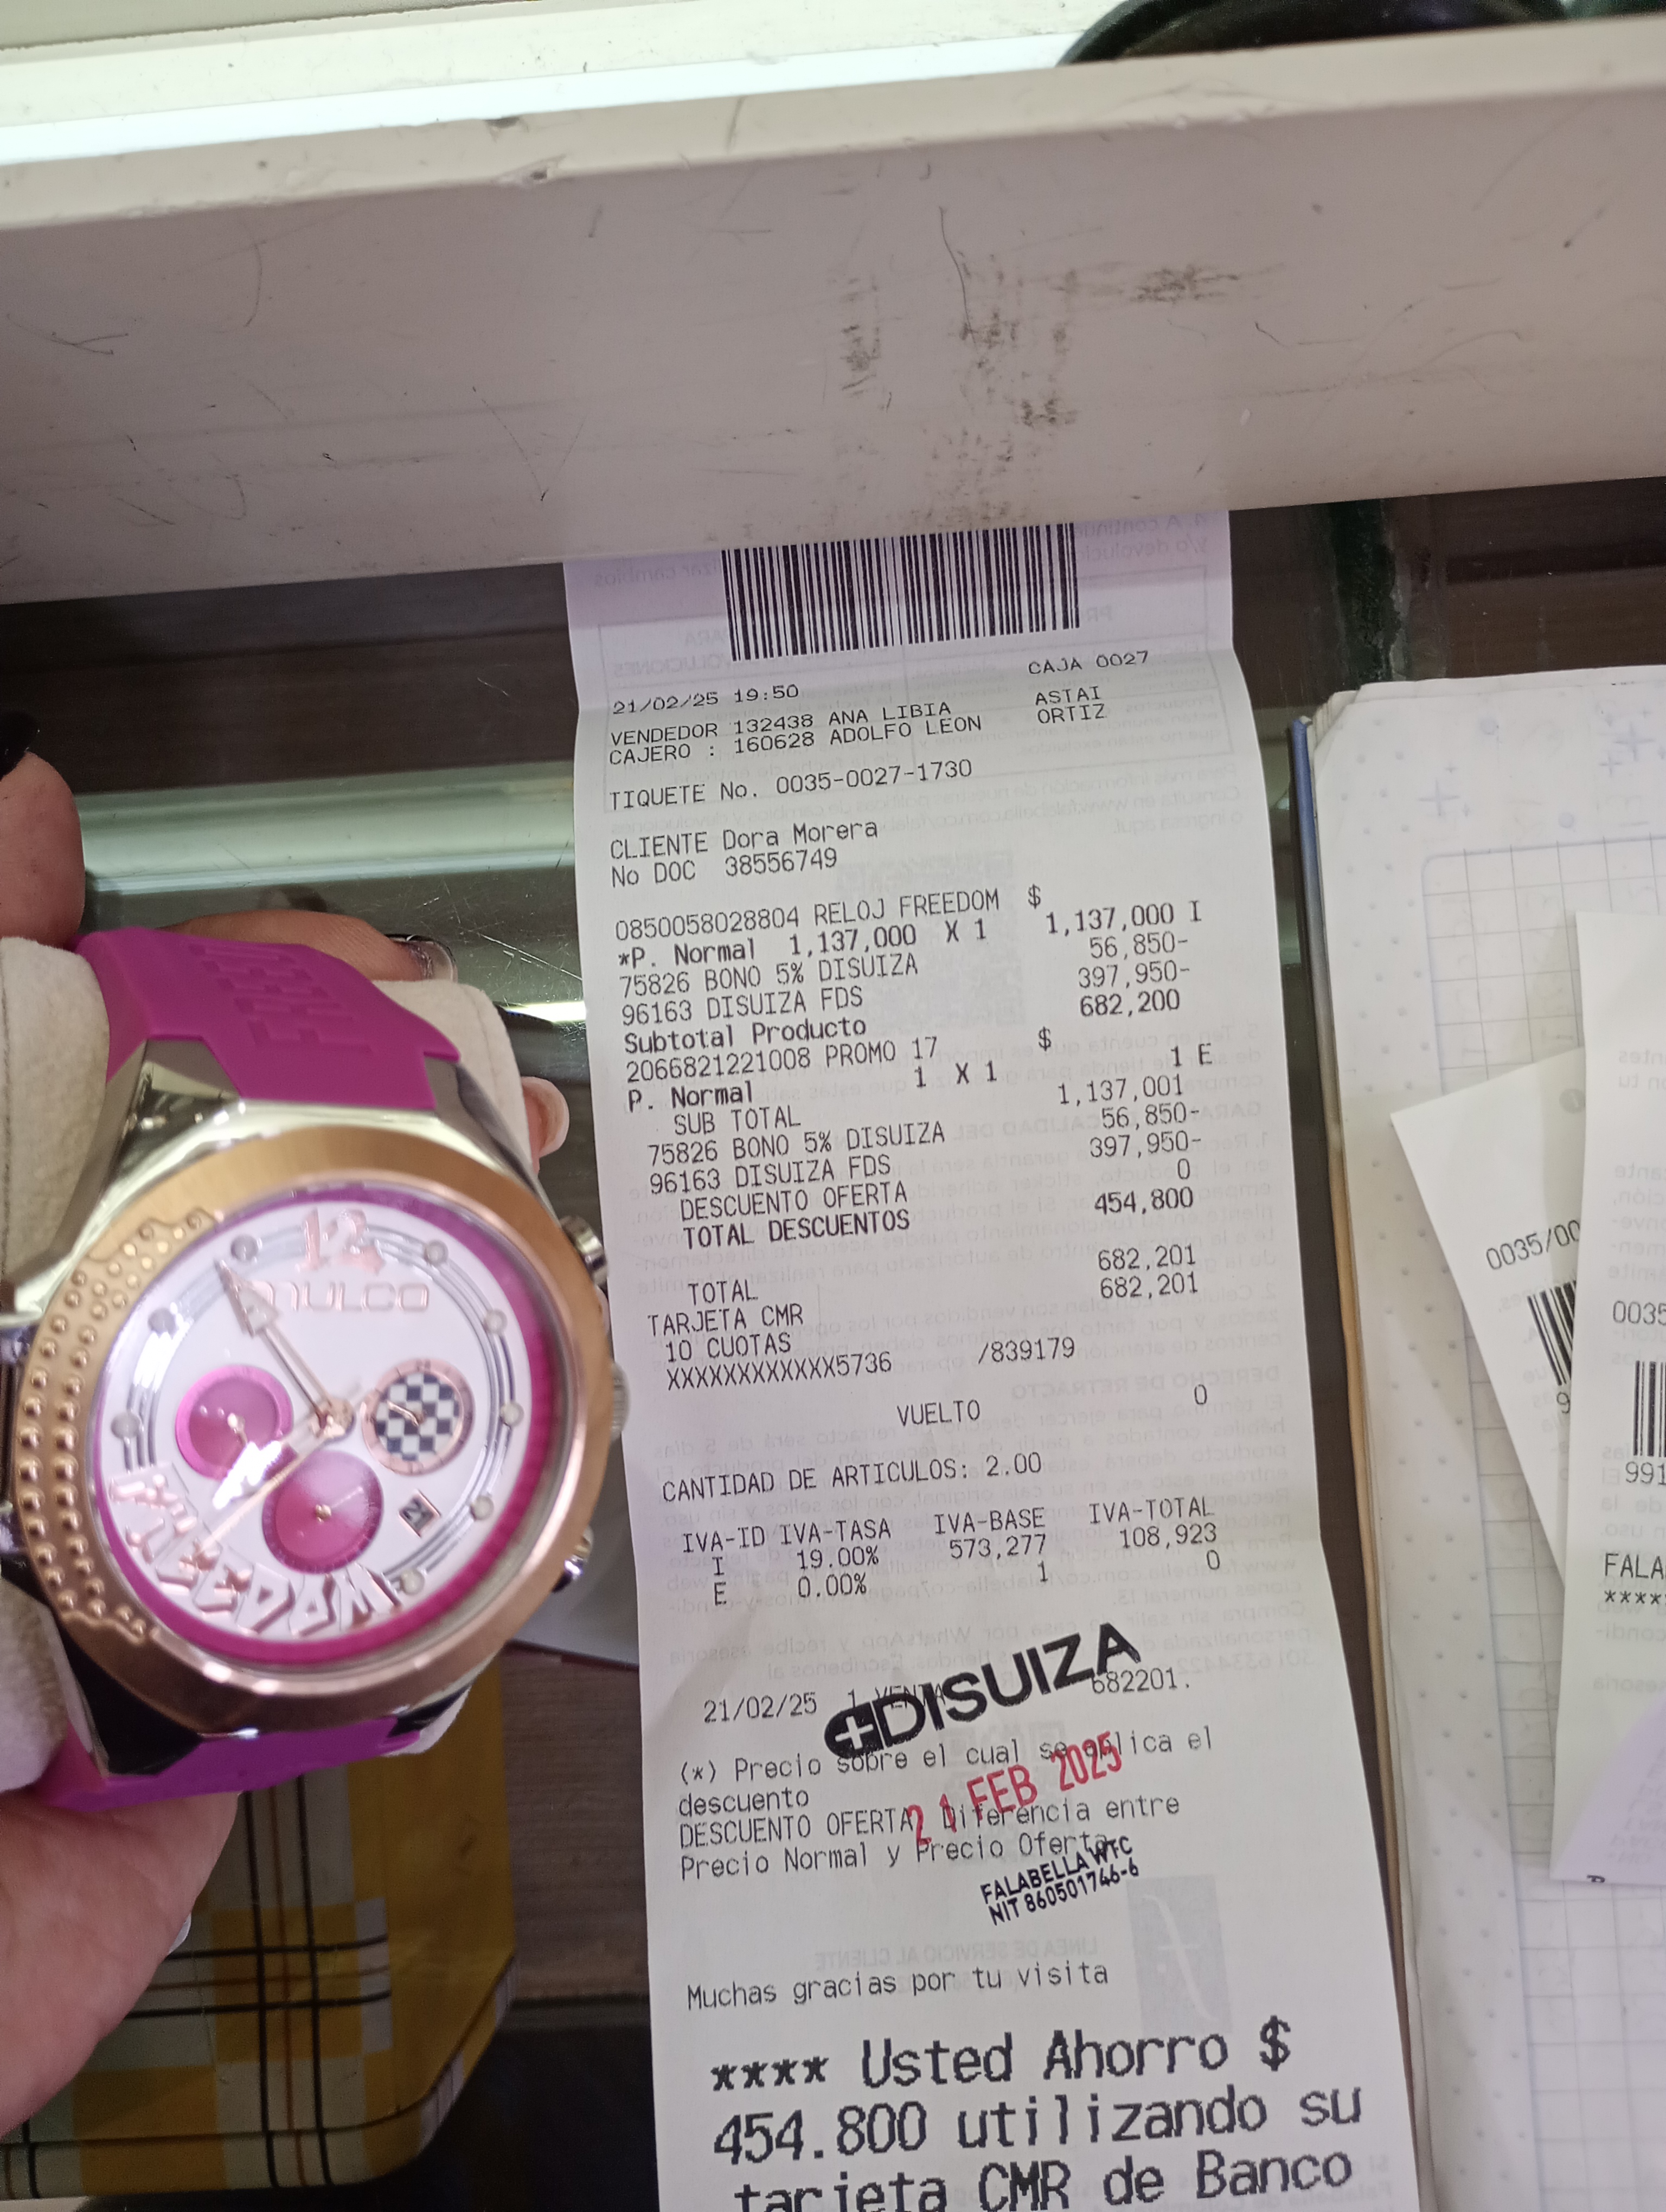 21/02/25 19:50 CAJA 0027
VENDEDOR 132438 ANA LIBIA ASTAI
CAJERO : 160628 ADOLFO LEON ORTIZ
TIQUETE No. 0035-0027-1730
CLIENTE Dora Morera
No DOC 38556749
0850058028804 RELOJ FREEDOM $
*P. Normal 1,137,000 X 1 1,137,000 I
75826 BONO 5% DISUIZA 56,850-
96163 DISUIZA FDS 397,950-
Subtotal Producto 682,200
2066821221008 PROMO 17 $
P. Normal 1 X 1 1 E
SUB TOTAL 1,137,001
75826 BONO 5% DISUIZA 56,850-
96163 DISUIZA FDS 397,950-
DESCUENTO OFERTA 0
TOTAL DESCUENTOS 454,800
TOTAL 682,201
TARJETA CMR 682,201
10 CUOTAS
XXXXXXXXXXXX5736 /839179
VUELTO 0
CANTIDAD DE ARTICULOS: 2.00
IVA-ID IVA-TASA IVA-BASE IVA-TOTAL
I 19.00% 573,277 108,923
E 0.00% 1 0
21/02/25 1 VENTA 682201.
DISUIZA
(*) Precio sobre el cual se aplica el
descuento
21 FEB 2025
DESCUENTO OFERTA: Diferencia entre
Precio Normal y Precio Oferta
FALABELLA WTC
NIT 860501746-6
Muchas gracias por tu visita
**** Usted Ahorro $
454.800 utilizando su
tarjeta CMR de Banco
12
MULCO
FREEDOM
0035/00
0035
991
FALA
****